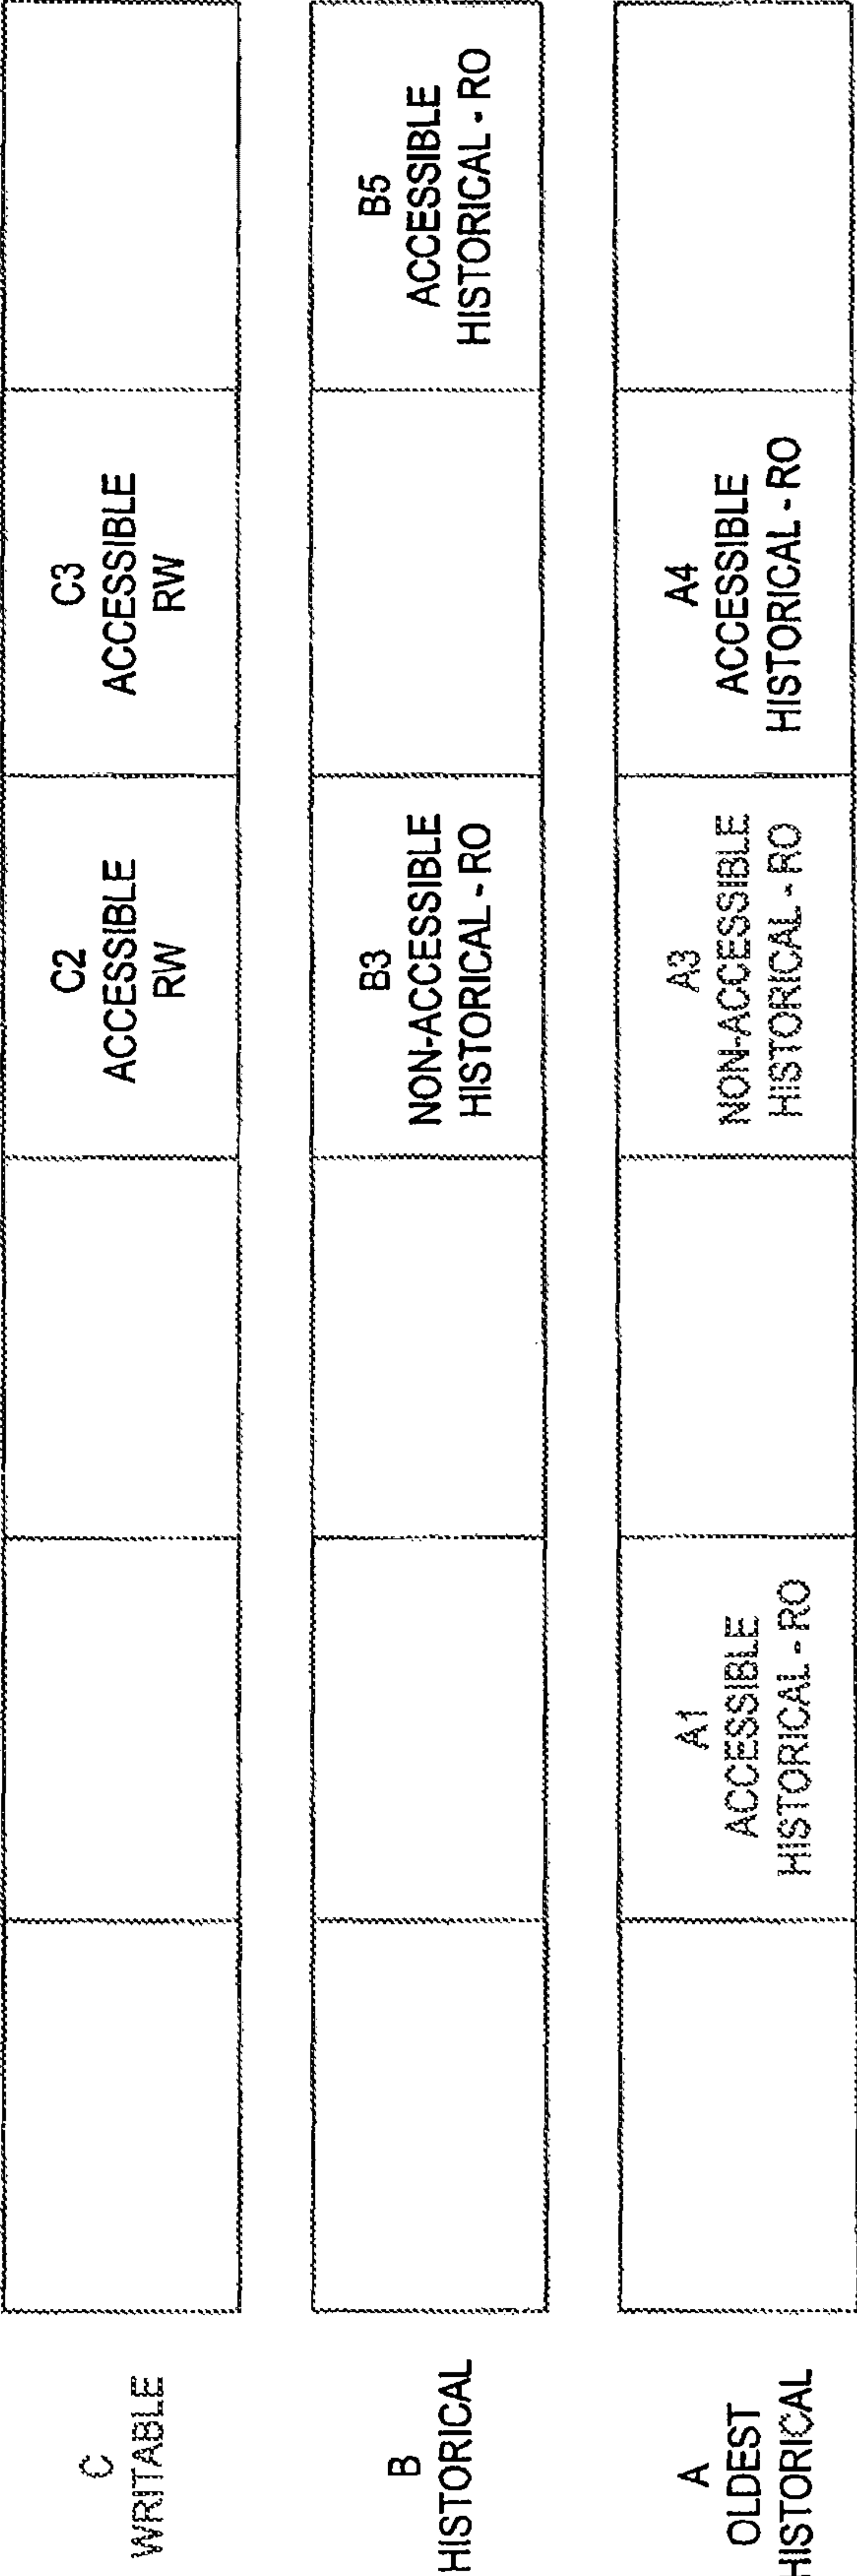 C
WRITABLE
C2
ACCESSIBLE
RW
C3
ACCESSIBLE
RW
B
HISTORICAL
B3
NON-ACCESSIBLE
HISTORICAL - RO
B5
ACCESSIBLE
HISTORICAL - RO
A
OLDEST
HISTORICAL
A1
ACCESSIBLE
HISTORICAL - RO
A3
NON-ACCESSIBLE
HISTORICAL - RO
A4
ACCESSIBLE
HISTORICAL - RO